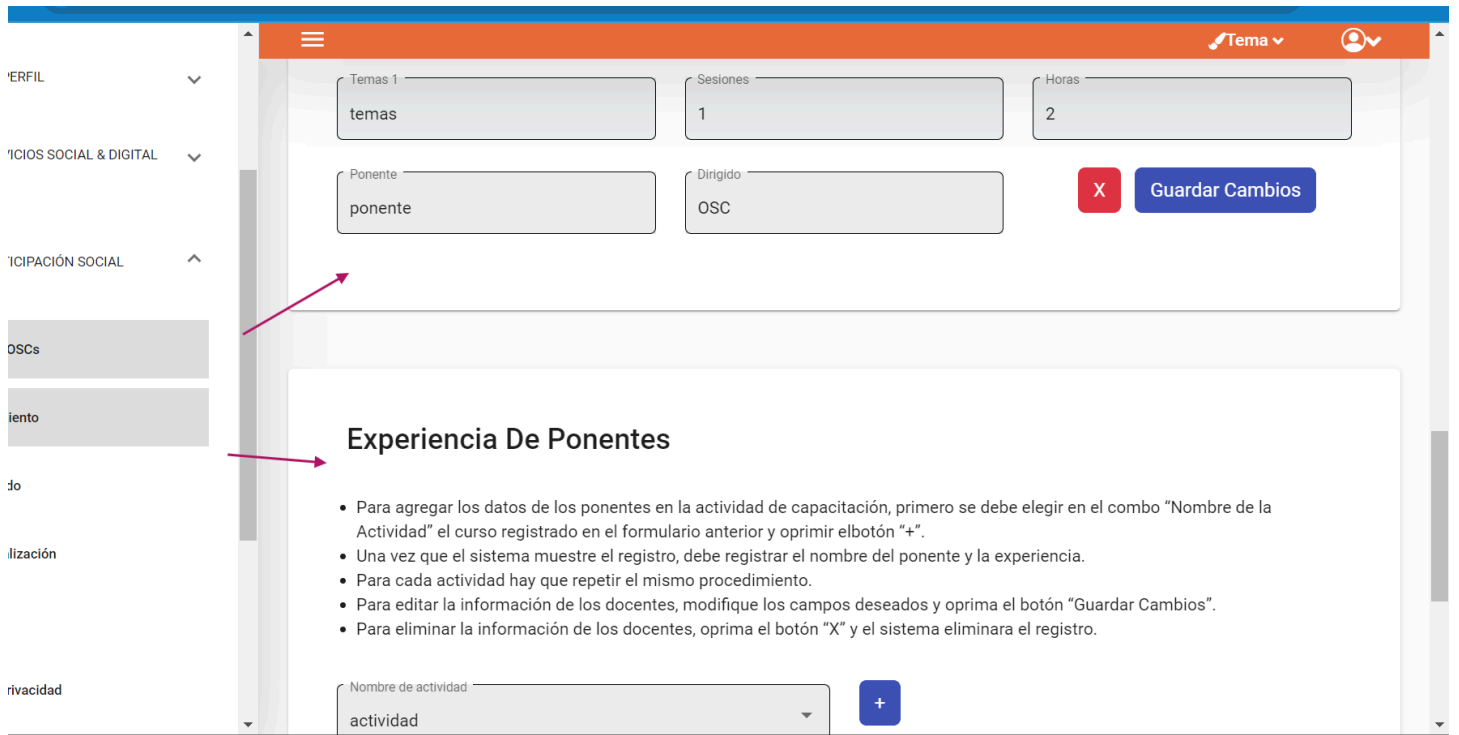 Tema
PERFIL
VICIOS SOCIAL & DIGITAL
TICIPACIÓN SOCIAL
OSCs
iento
do
lización
rivacidad
Temas 1
temas
Sesiones
1
Horas
2
Ponente
ponente
Dirigido
OSC
X
Guardar Cambios
Experiencia De Ponentes
• Para agregar los datos de los ponentes en la actividad de capacitación, primero se debe elegir en el combo “Nombre de la
Actividad” el curso registrado en el formulario anterior y oprimir elbotón “+”.
• Una vez que el sistema muestre el registro, debe registrar el nombre del ponente y la experiencia.
• Para cada actividad hay que repetir el mismo procedimiento.
• Para editar la información de los docentes, modifique los campos deseados y oprima el botón “Guardar Cambios”.
• Para eliminar la información de los docentes, oprima el botón “X” y el sistema eliminara el registro.
Nombre de actividad
actividad
+